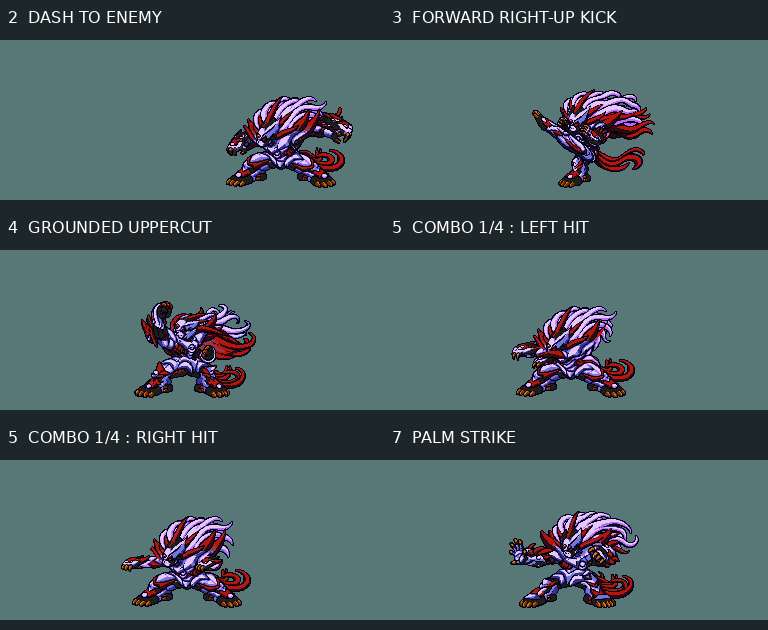 2 DASH TO ENEMY
3 FORWARD RIGHT-UP KICK
4 GROUNDED UPPERCUT
5 COMBO 1/4 : LEFT HIT
5 COMBO 1/4 : RIGHT HIT
7 PALM STRIKE